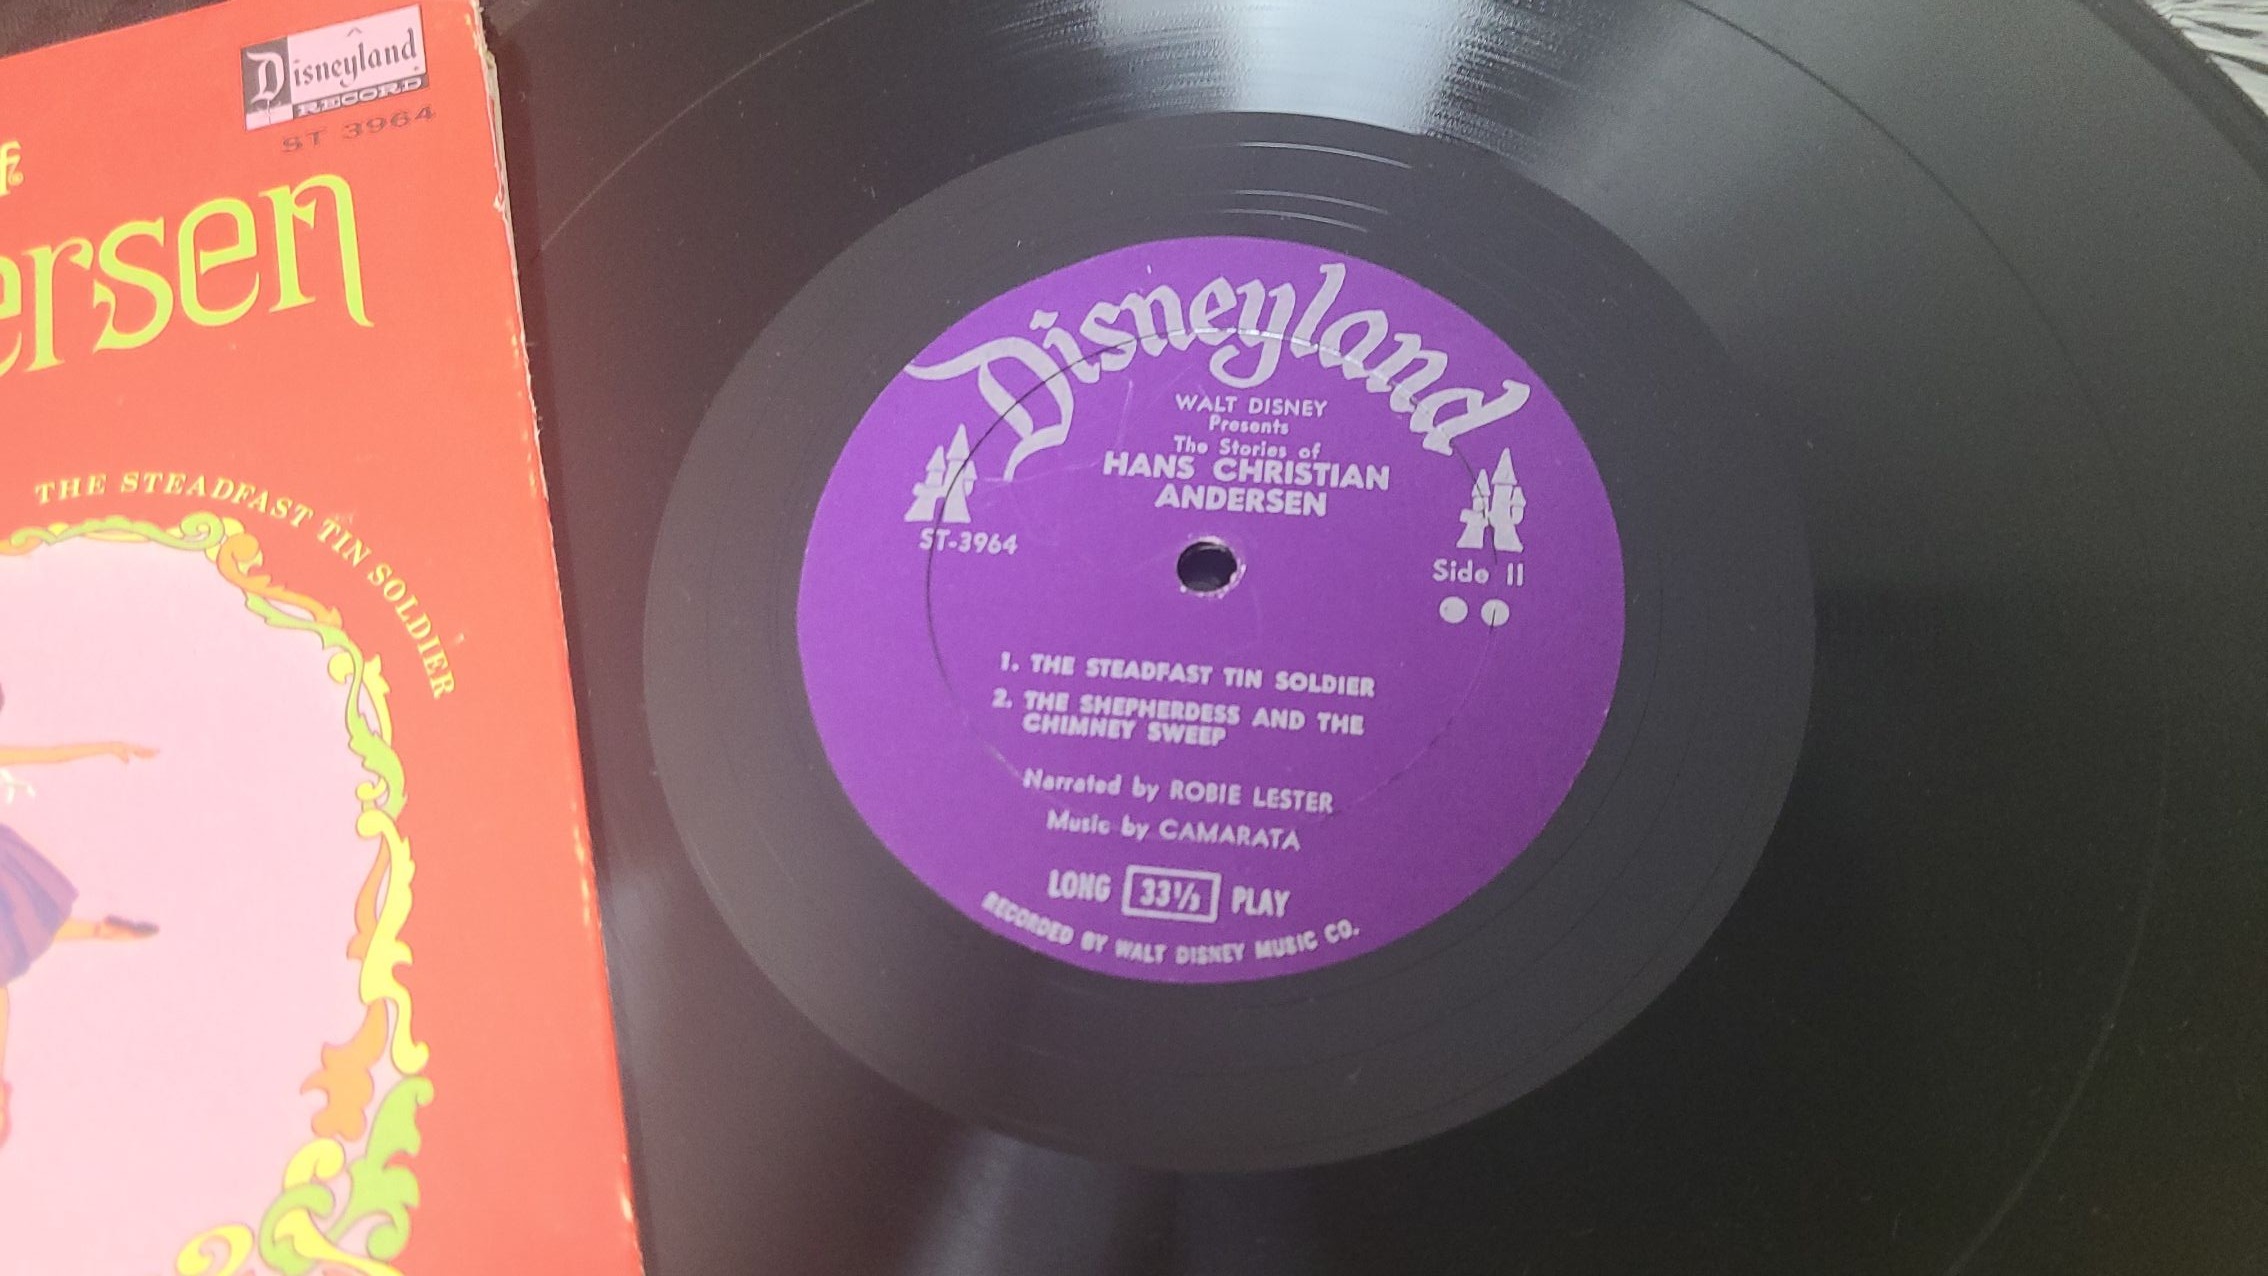 Disneyland
RECORD
ST 3964
THE STEADFAST TIN SOLDIER
Disneyland
WALT DISNEY
Presents
The Stories of
HANS CHRISTIAN
ANDERSEN
ST-3964
Side II
1. THE STEADFAST TIN SOLDIER
2. THE SHEPHERDESS AND THE
CHIMNEY SWEEP
Narrated by ROBIE LESTER
Music by CAMARATA
LONG 33⅓ PLAY
RECORDED BY WALT DISNEY MUSIC CO.